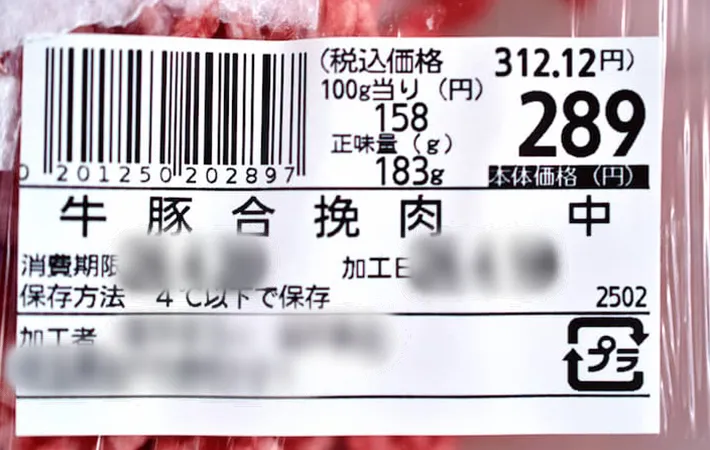 （税込価格 312.12円）
100g当り（円）
158
289
正味量（g）
183g
本体価格（円）
0 201250 202897
牛豚合挽肉 中
消費期限
加工日
保存方法 4℃以下で保存
2502
加工者
プラ